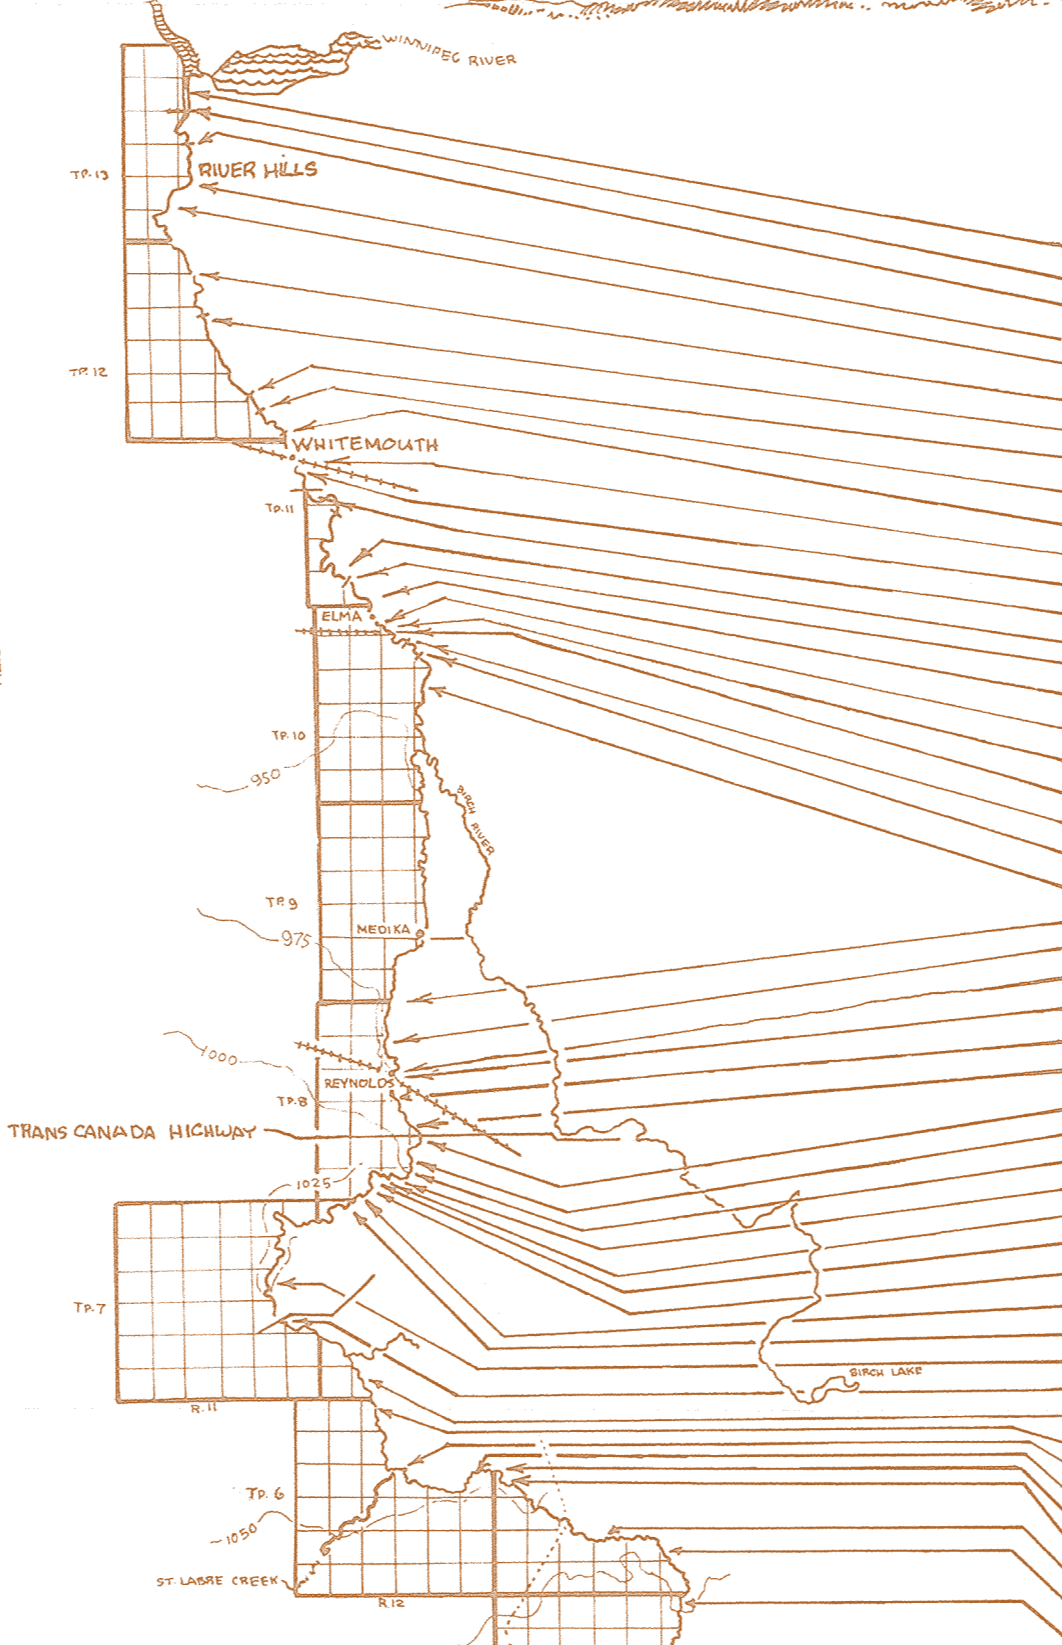 WINNIPEG RIVER
TP.13
RIVER HILLS
TP.12
WHITEMOUTH
TP.11
ELMA
TP.10
950
BIRCH RIVER
TP.9
MEDIKA
975
1000
REYNOLDS
TP.8
TRANS CANADA HIGHWAY
1025
TP.7
BIRCH LAKE
R.11
TP.6
1050
ST. LABRE CREEK
R.12